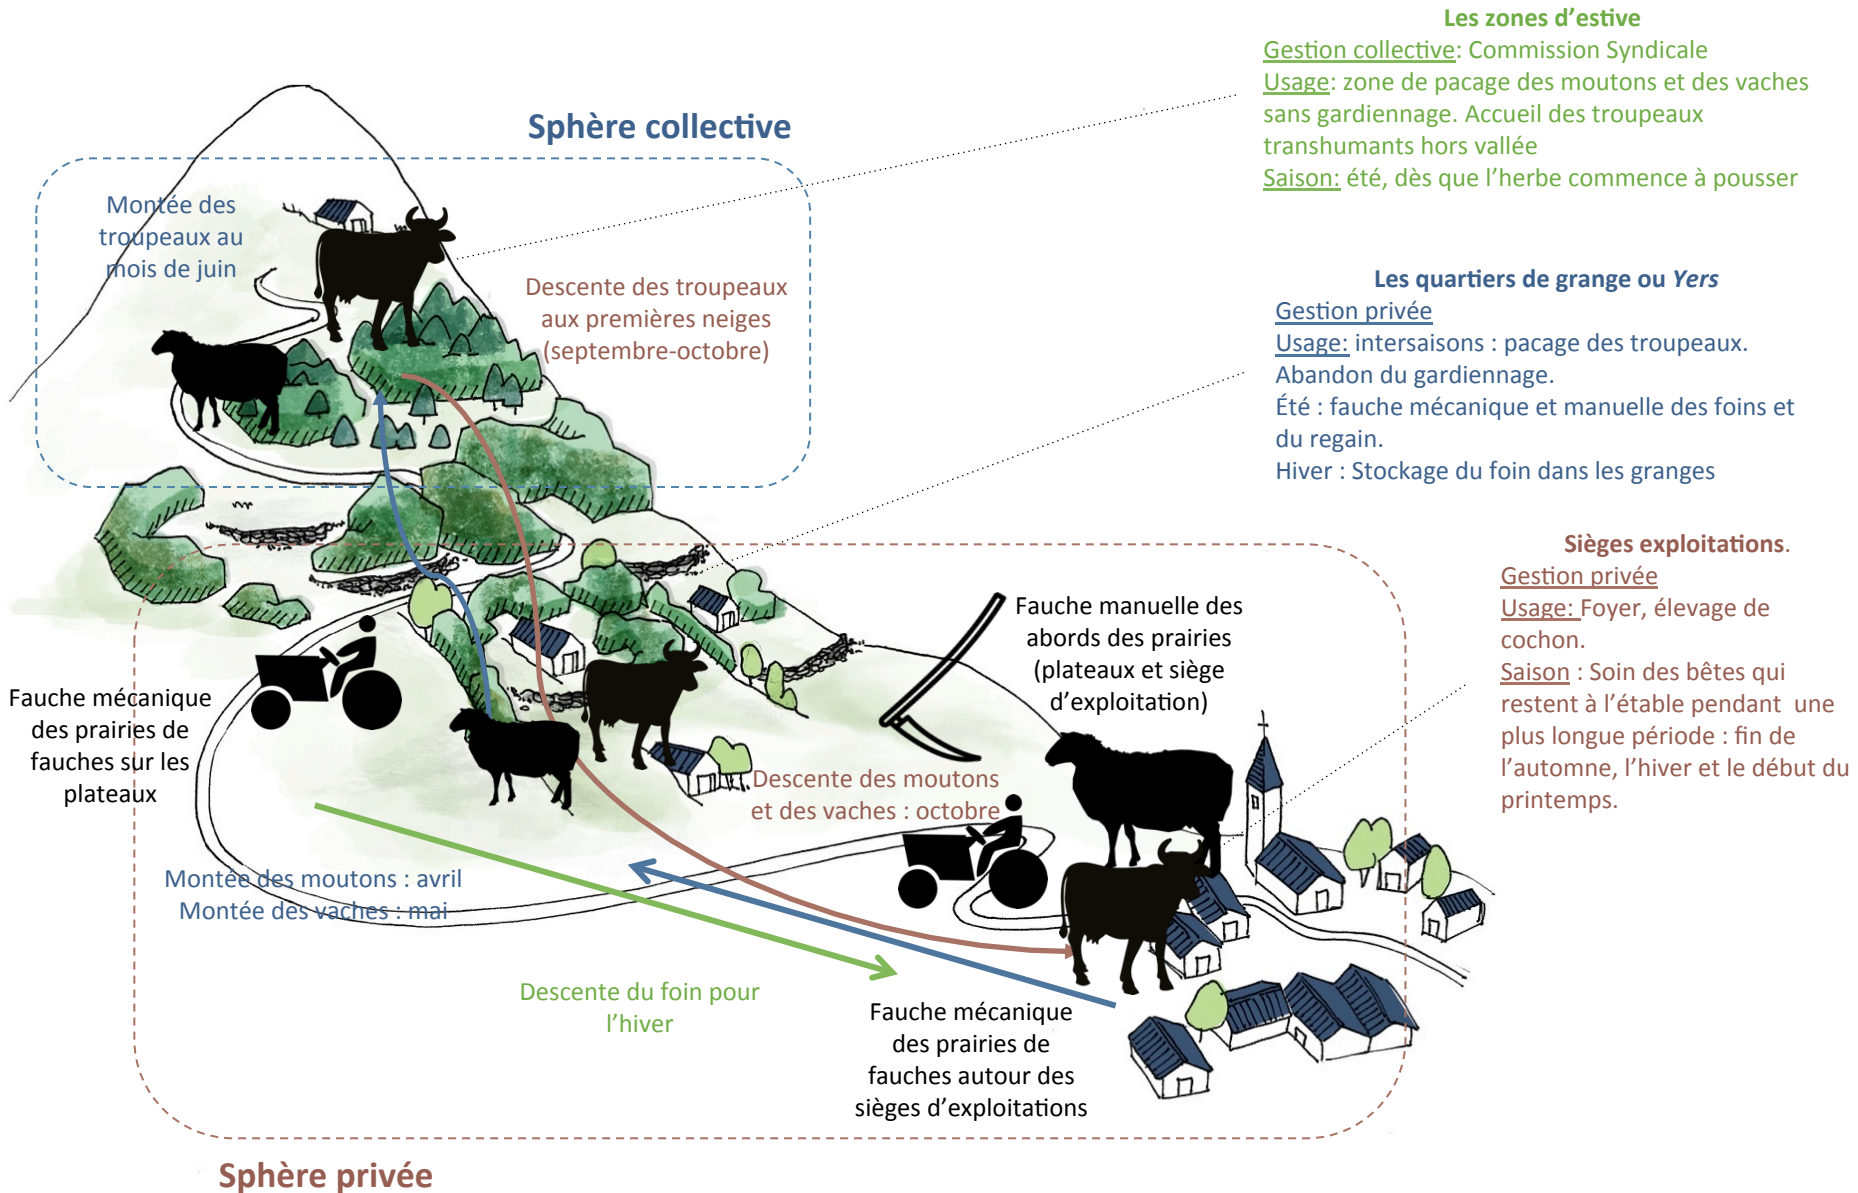 Les zones d'estive
Gestion collective: Commission Syndicale
Usage: zone de pacage des moutons et des vaches
sans gardiennage. Accueil des troupeaux
transhumants hors vallée
Saison: été, dès que l'herbe commence à pousser
Sphère collective
Montée des
troupeaux au
mois de juin
Descente des troupeaux
aux premières neiges
(septembre-octobre)
Les quartiers de grange ou Yers
Gestion privée
Usage: intersaisons : pacage des troupeaux.
Abandon du gardiennage.
Été : fauche mécanique et manuelle des foins et
du regain.
Hiver : Stockage du foin dans les granges
Sièges exploitations.
Gestion privée
Usage: Foyer, élevage de
cochon.
Saison : Soin des bêtes qui
restent à l'étable pendant une
plus longue période : fin de
l'automne, l'hiver et le début du
printemps.
Fauche manuelle des
abords des prairies
(plateaux et siège
d'exploitation)
Fauche mécanique
des prairies de
fauches sur les
plateaux
Descente des moutons
et des vaches : octobre
Montée des moutons : avril
Montée des vaches : mai
Descente du foin pour
l'hiver
Fauche mécanique
des prairies de
fauches autour des
sièges d'exploitations
Sphère privée